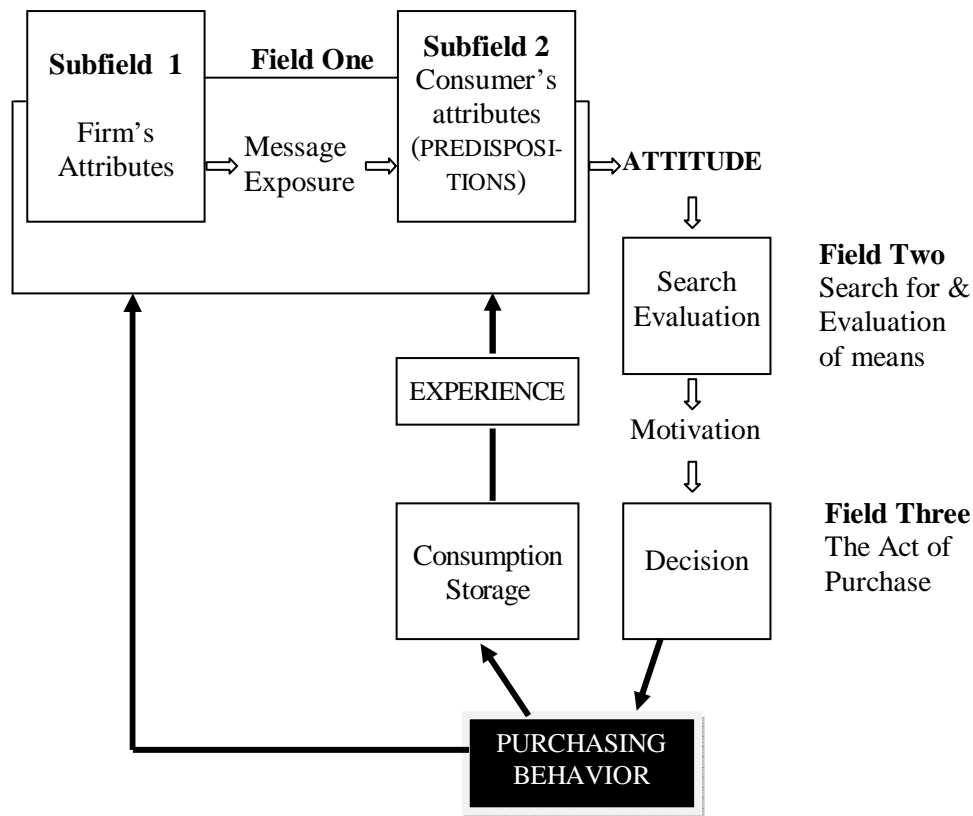 Subfield 1
Firm's
Attributes
Field One
Message
Exposure
Subfield 2
Consumer's
attributes
(PREDISPOSI-
TIONS)
ATTITUDE
Search
Evaluation
Field Two
Search for &
Evaluation
of means
Motivation
Decision
Field Three
The Act of
Purchase
EXPERIENCE
Consumption
Storage
PURCHASING
BEHAVIOR